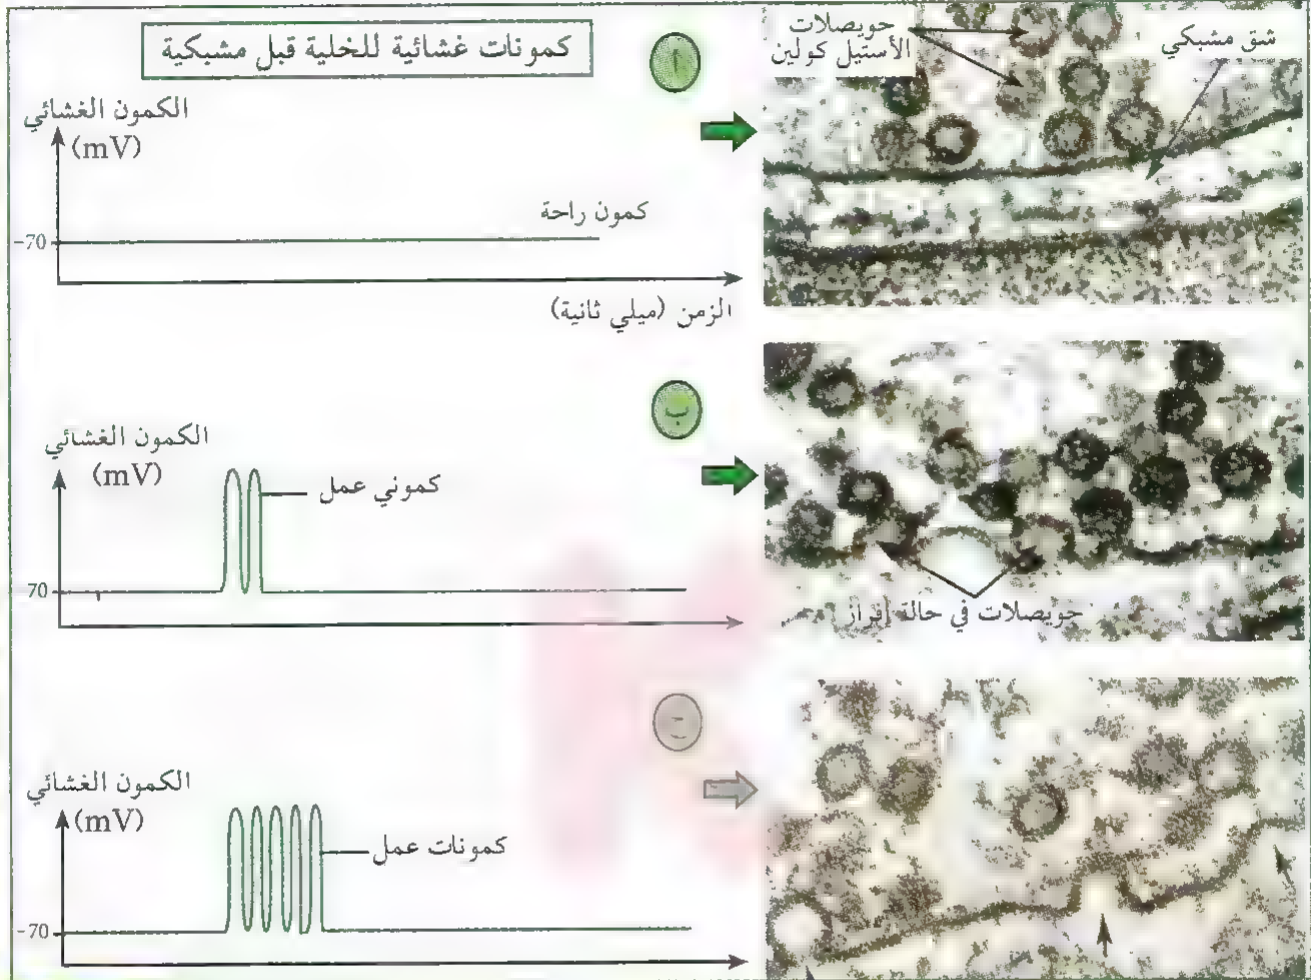 كمونات غشائية للخلية قبل مشبكية
أ
حويصلات
الأستيل كولين
شق مشبكي
الكمون الغشائي
(mV)
كمون راحة
-70
الزمن (ميلي ثانية)
ب
الكمون الغشائي
(mV)
كموني عمل
70
حويصلات في حالة إفراز
ج
الكمون الغشائي
(mV)
كمونات عمل
-70